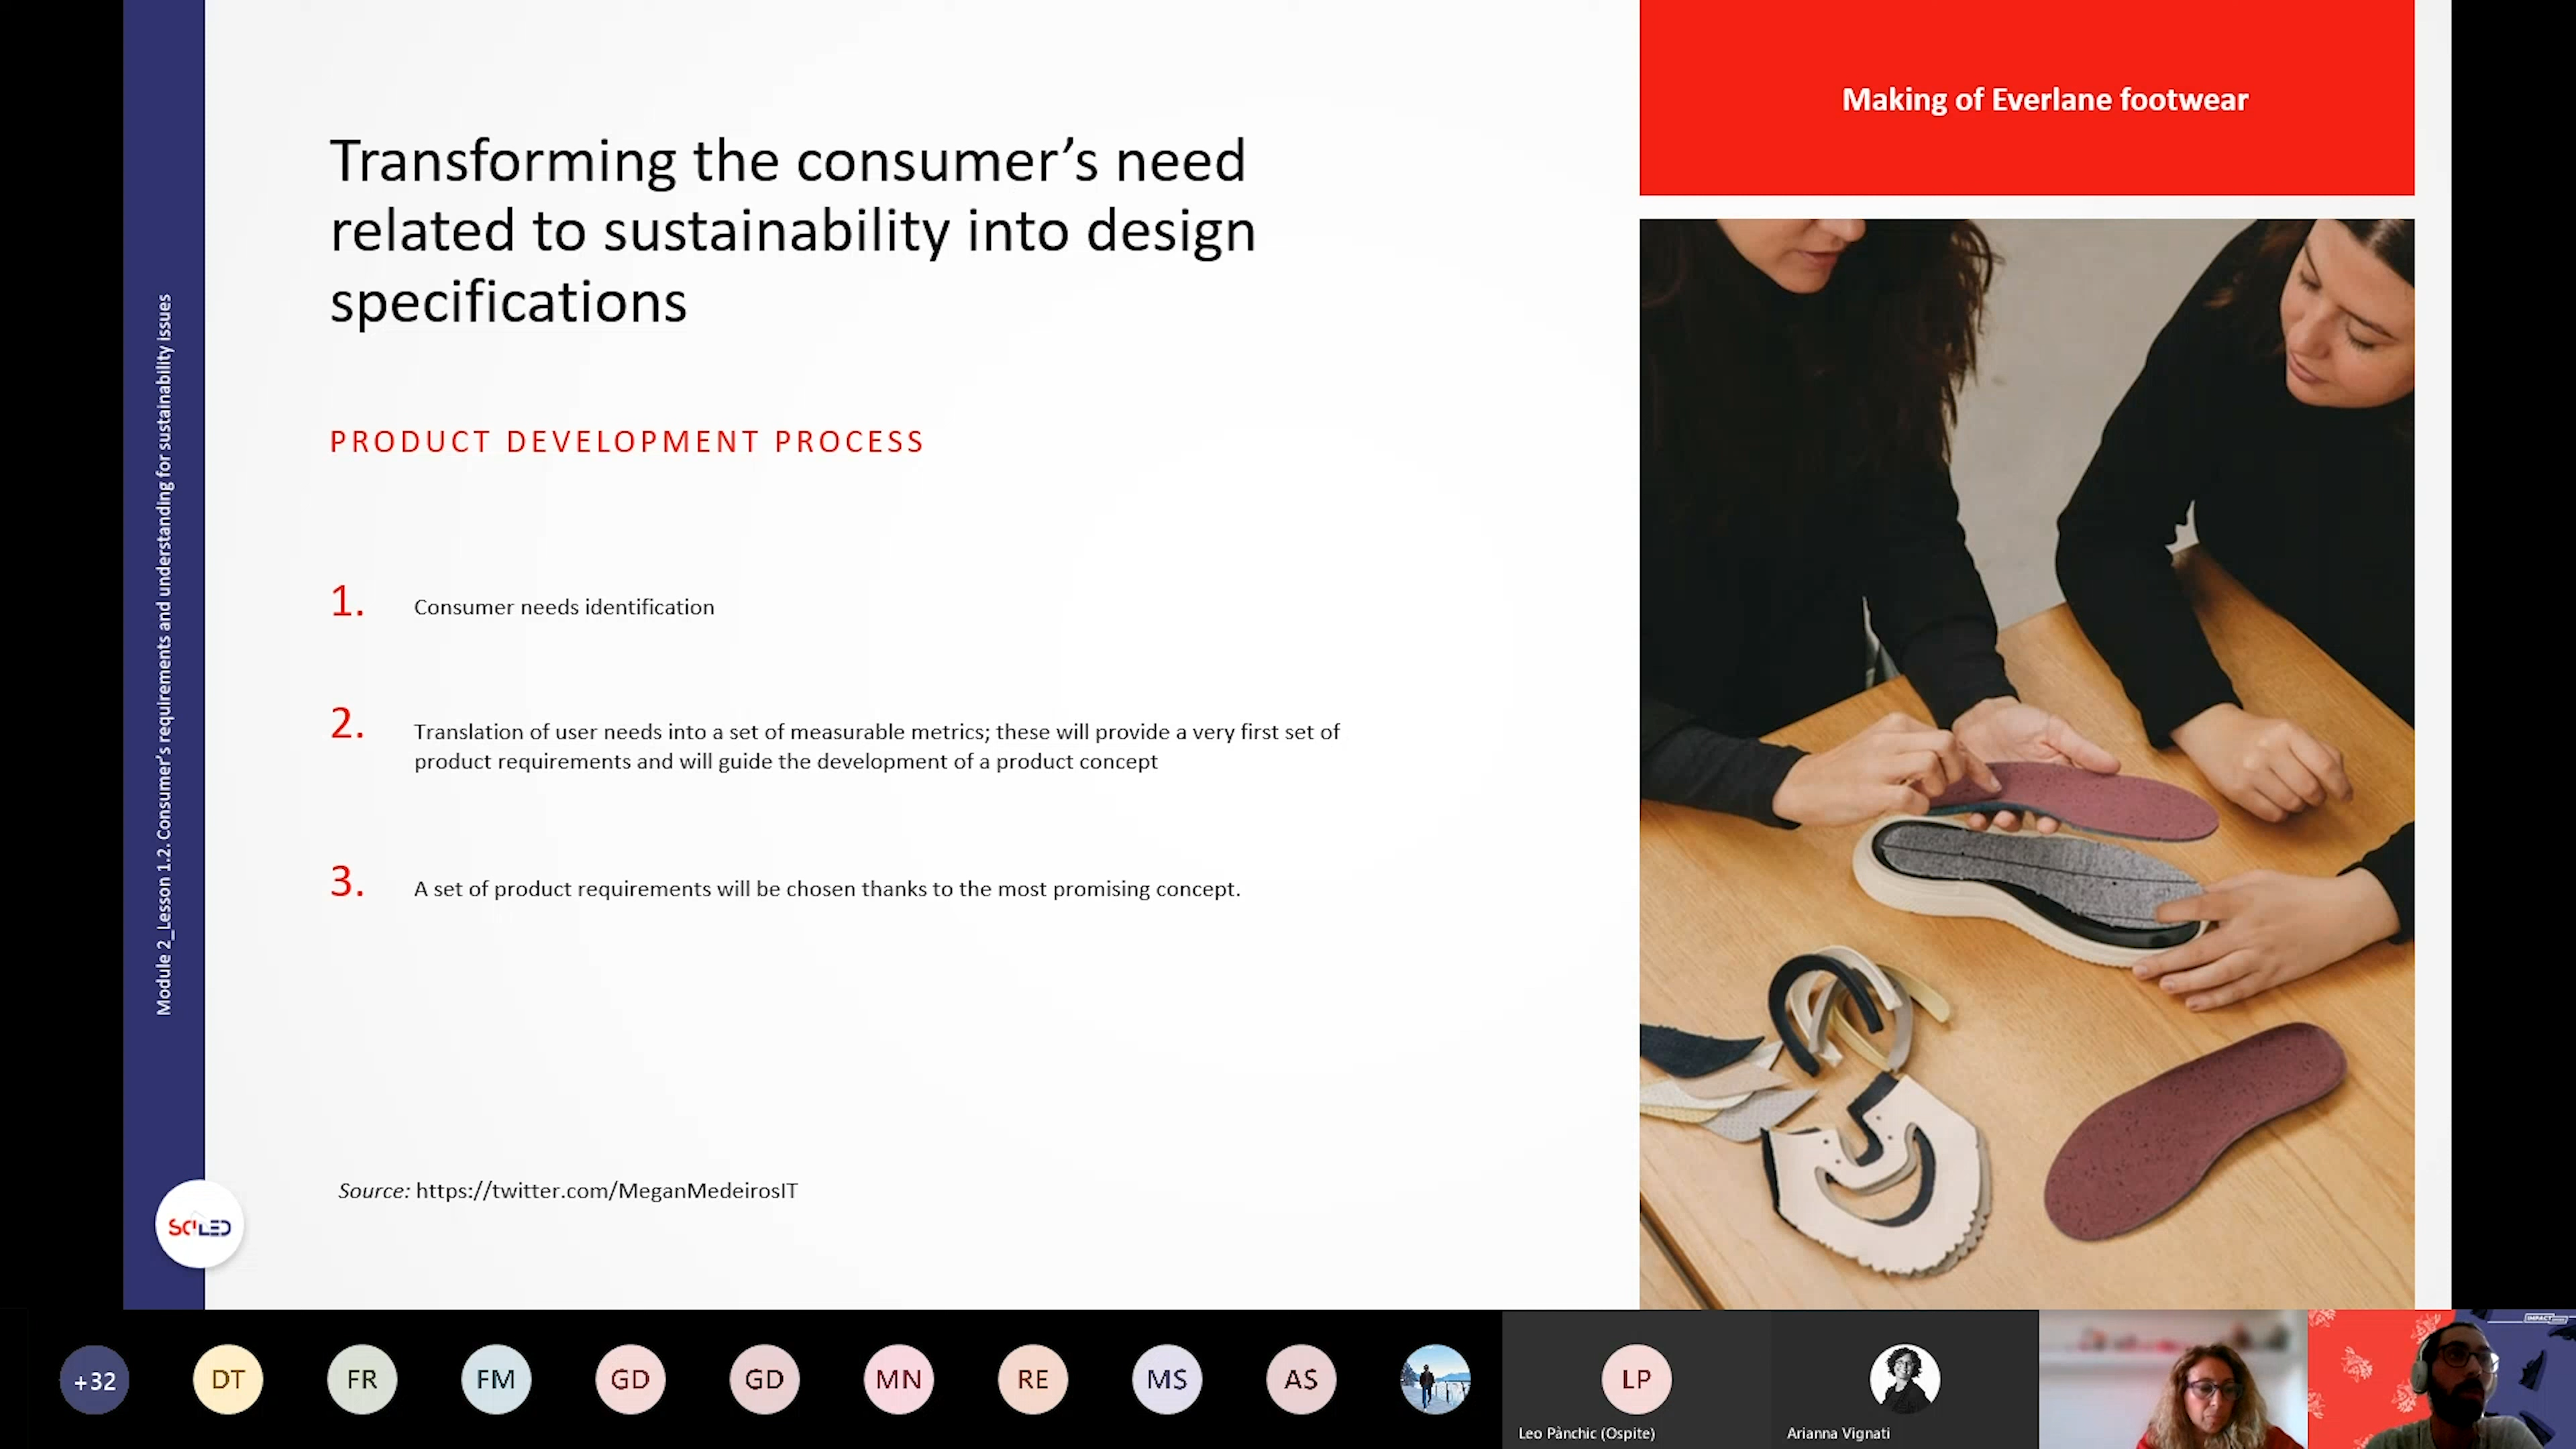 Module 2_Lesson 1.2. Consumer's requirements and understanding for sustainability issues
Transforming the consumer's need
related to sustainability into design
specifications
PRODUCT DEVELOPMENT PROCESS
1. Consumer needs identification
2. Translation of user needs into a set of measurable metrics; these will provide a very first set of
product requirements and will guide the development of a product concept
3. A set of product requirements will be chosen thanks to the most promising concept.
Source: https://twitter.com/MeganMedeirosIT
Making of Everlane footwear
SCILED
+32
DT
FR
FM
GD
GD
MN
RE
MS
AS
LP
Leo Pànchic (Ospite)
Arianna Vignati
IMPACT